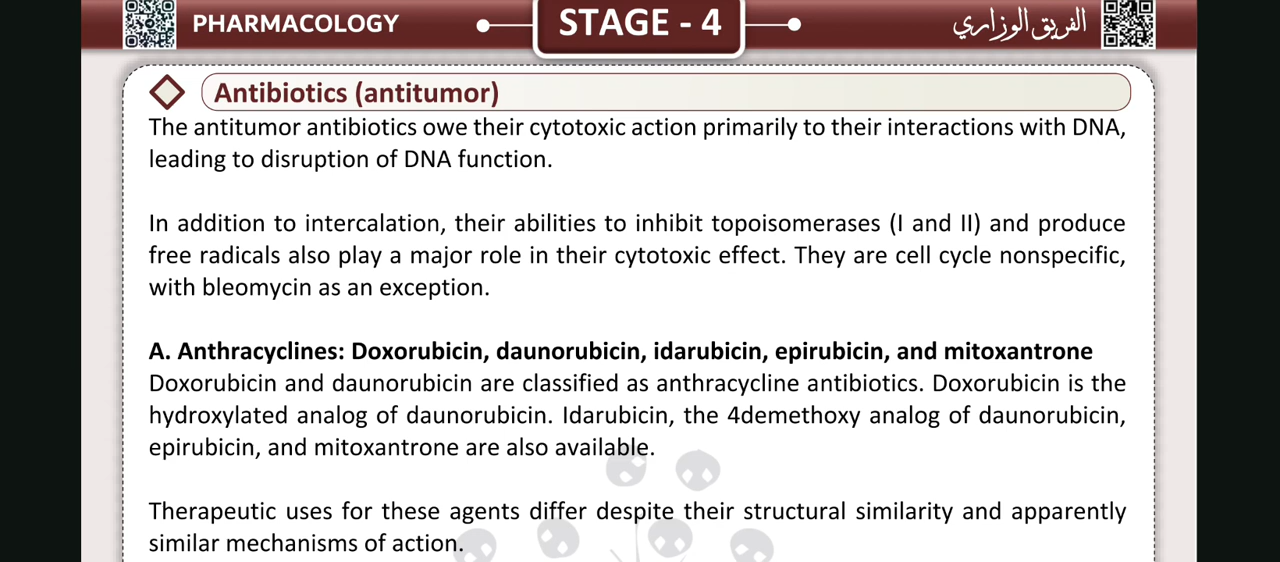 PHARMACOLOGY
STAGE - 4
الفريق الوزاري
Antibiotics (antitumor)
The antitumor antibiotics owe their cytotoxic action primarily to their interactions with DNA,
leading to disruption of DNA function.
In addition to intercalation, their abilities to inhibit topoisomerases (I and II) and produce
free radicals also play a major role in their cytotoxic effect. They are cell cycle nonspecific,
with bleomycin as an exception.
A. Anthracyclines: Doxorubicin, daunorubicin, idarubicin, epirubicin, and mitoxantrone
Doxorubicin and daunorubicin are classified as anthracycline antibiotics. Doxorubicin is the
hydroxylated analog of daunorubicin. Idarubicin, the 4demethoxy analog of daunorubicin,
epirubicin, and mitoxantrone are also available.
Therapeutic uses for these agents differ despite their structural similarity and apparently
similar mechanisms of action.